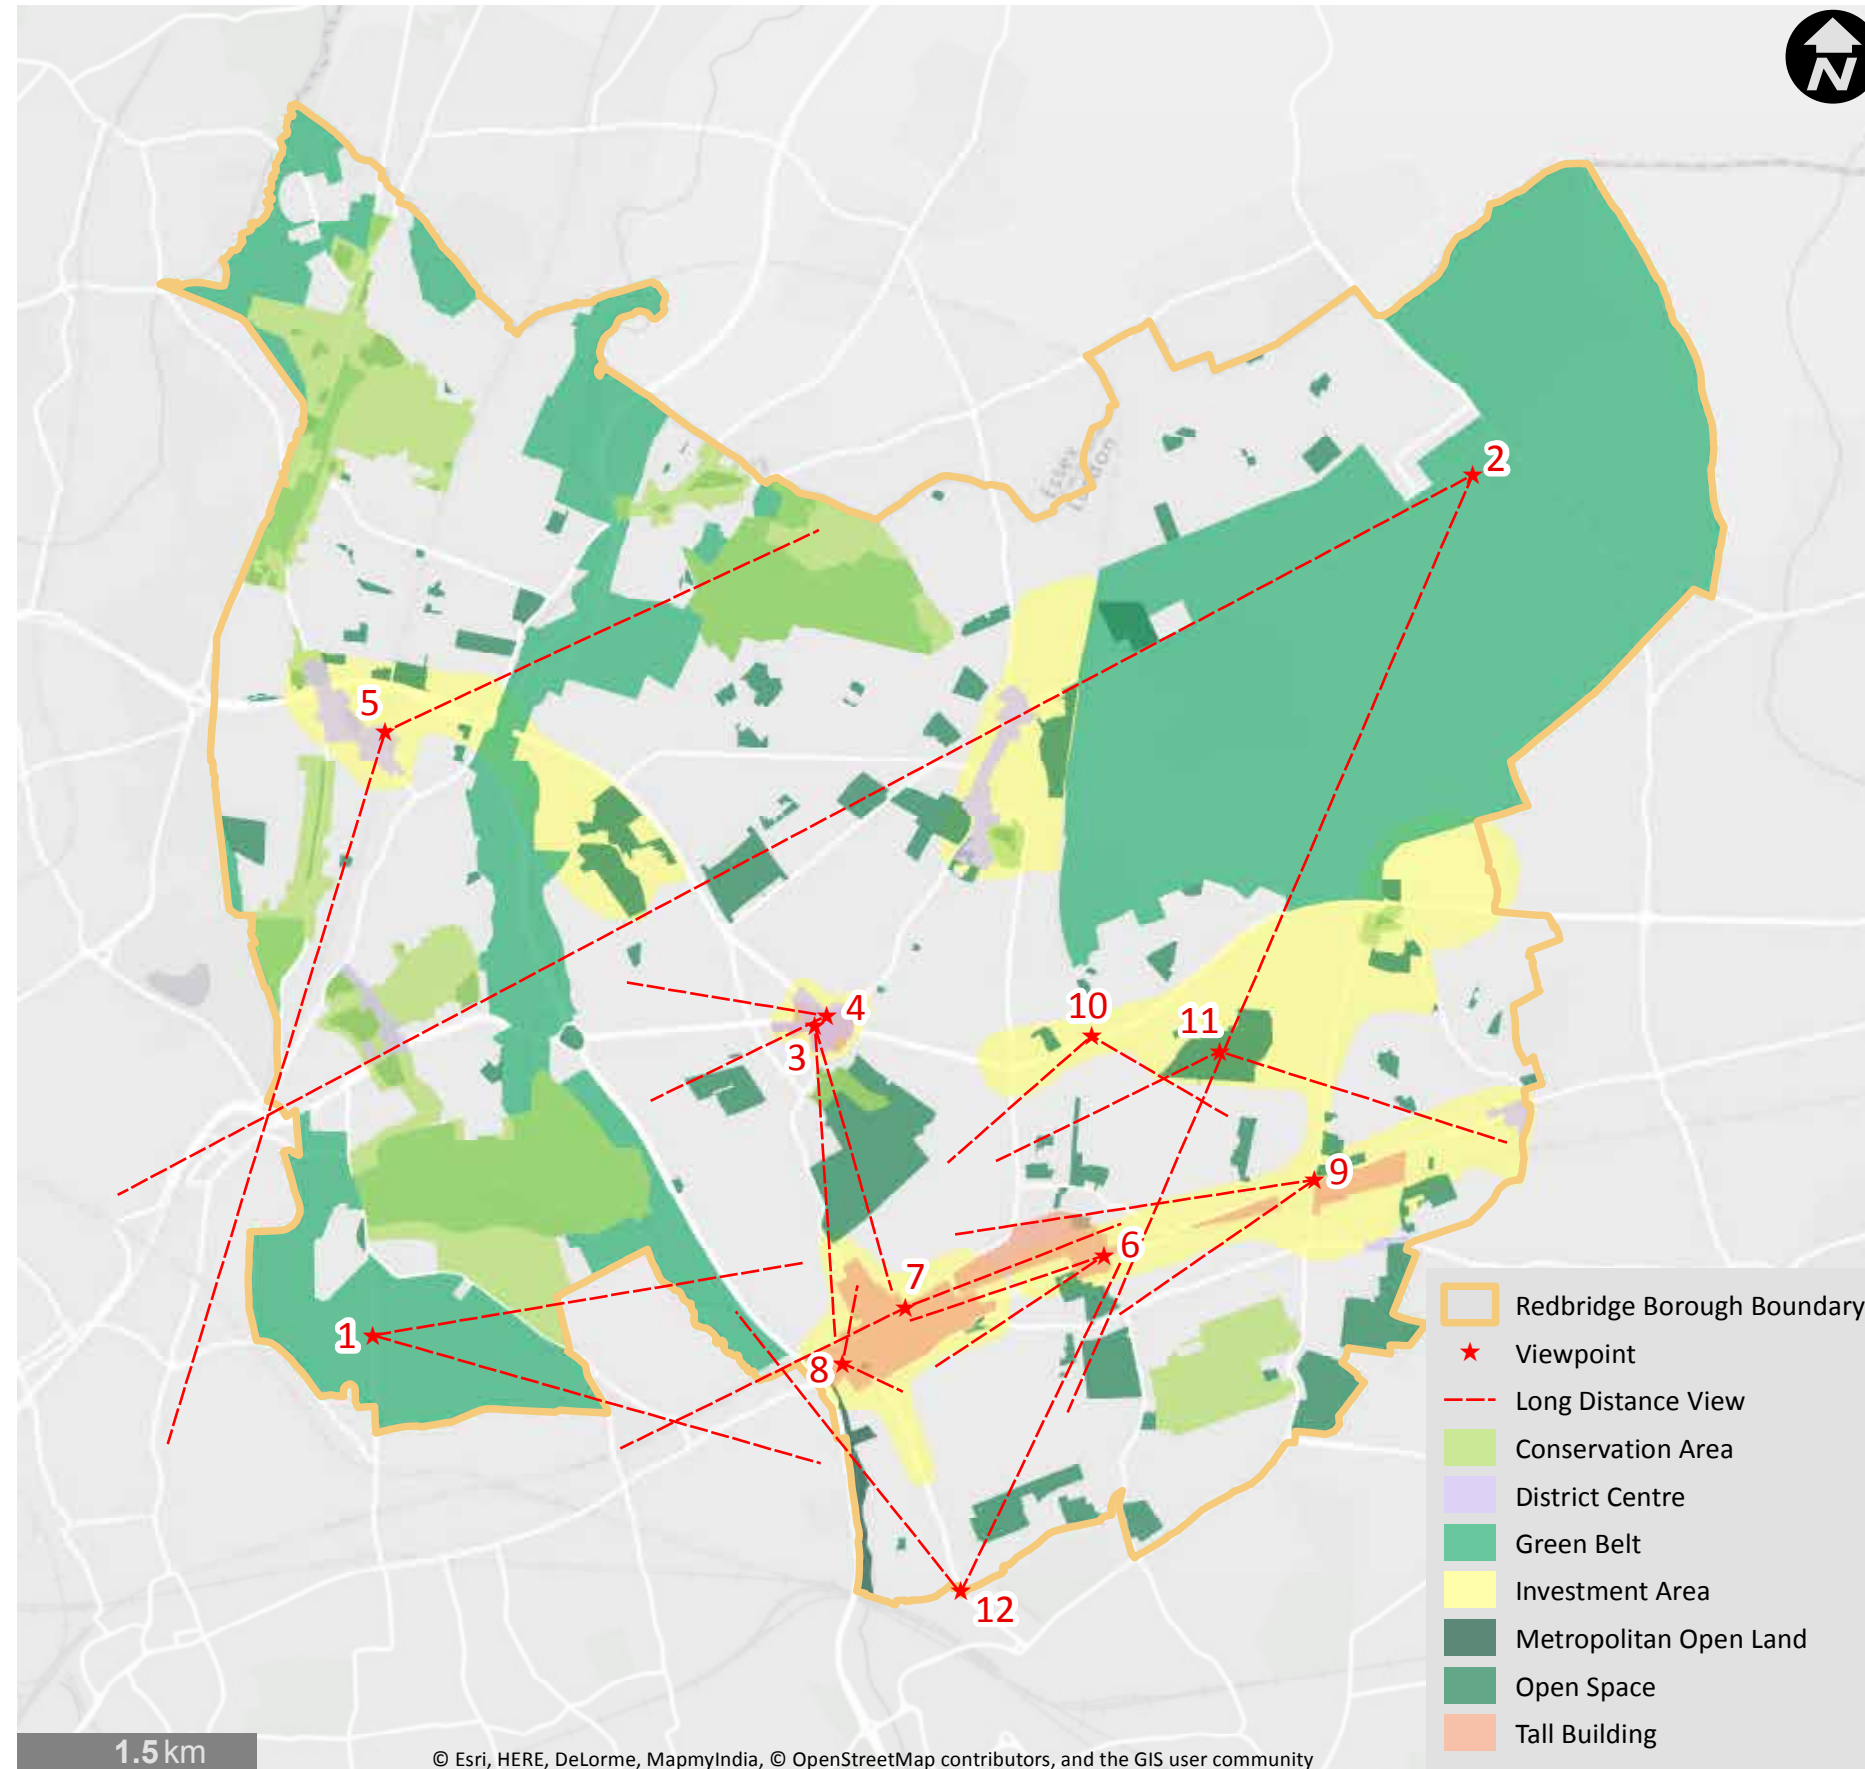 N
Essex
London
2
5
4
3
10
11
9
6
7
1
8
12
Redbridge Borough Boundary
Viewpoint
Long Distance View
Conservation Area
District Centre
Green Belt
Investment Area
Metropolitan Open Land
Open Space
Tall Building
1.5 km
© Esri, HERE, DeLorme, MapmyIndia, © OpenStreetMap contributors, and the GIS user community